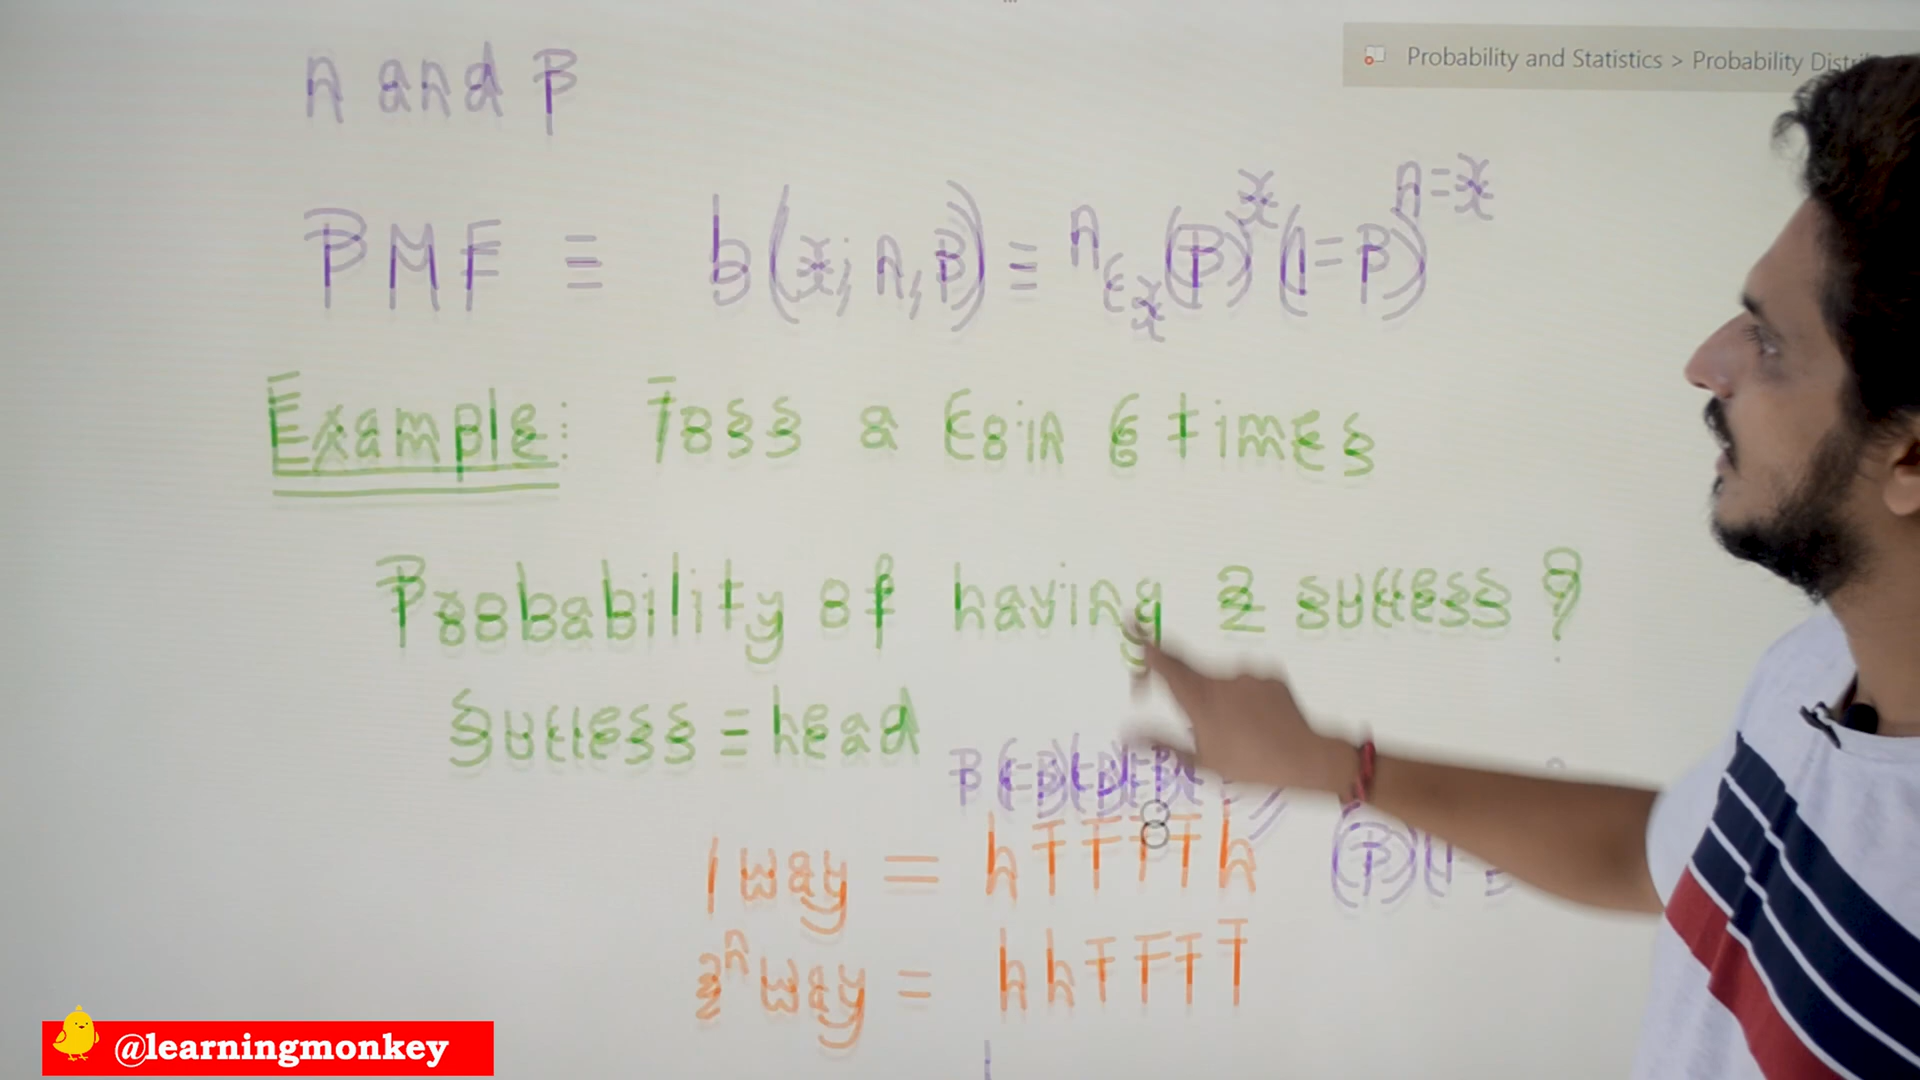 Probability and Statistics > Probability Distri
n and P
PMF = b(x; n, P) = nCx (P)^x (1-P)^n-x
Example: Toss a Coin 6 times
Probability of having 2 success ?
Success = head
1 way = h T T T T h
2n way = h h T T T T
@learningmonkey